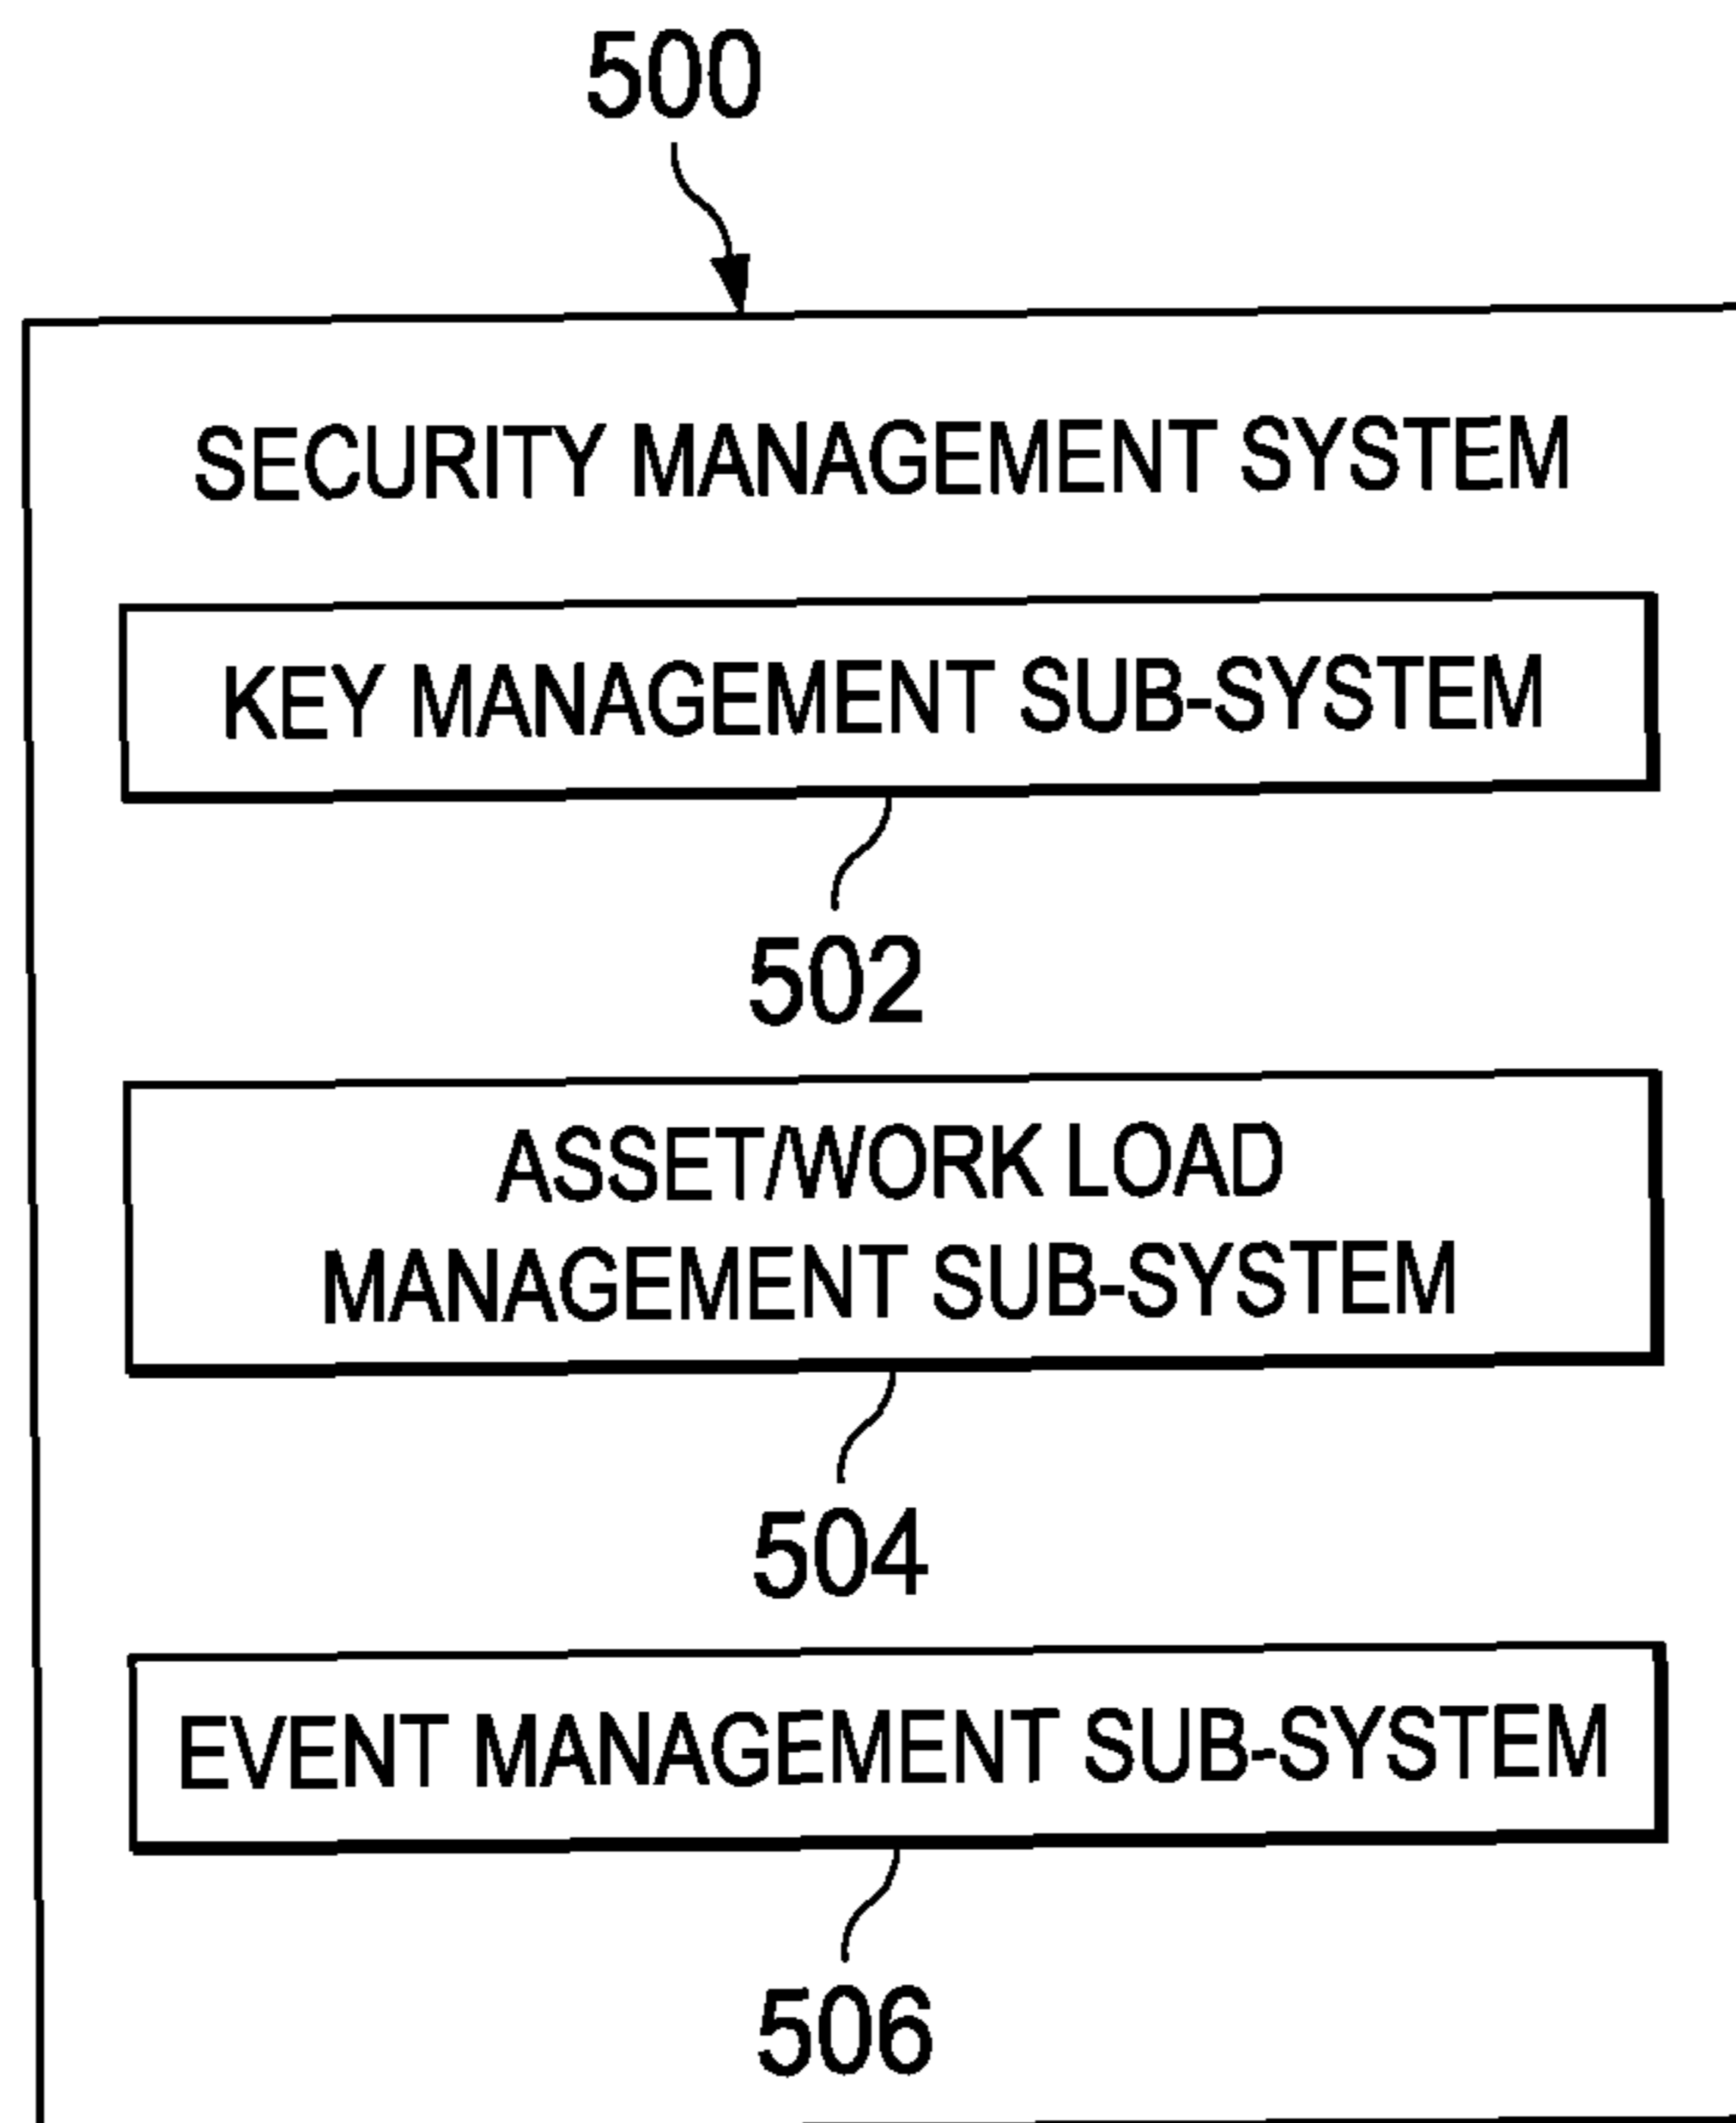 500
SECURITY MANAGEMENT SYSTEM
KEY MANAGEMENT SUB-SYSTEM
502
ASSET/WORK LOAD
MANAGEMENT SUB-SYSTEM
504
EVENT MANAGEMENT SUB-SYSTEM
506